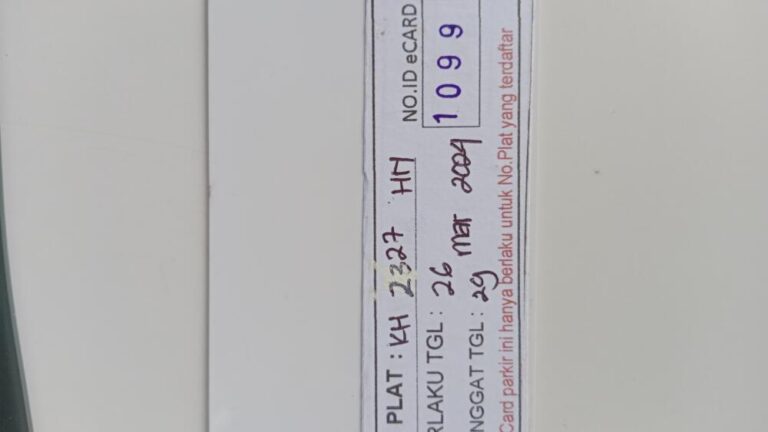 PLAT : KH 2327 HM
NO.ID eCARD
1099
RLAKU TGL : 26 Mar 2024
NGGAT TGL : 29
Card parkir ini hanya berlaku untuk No.Plat yang terdaftar